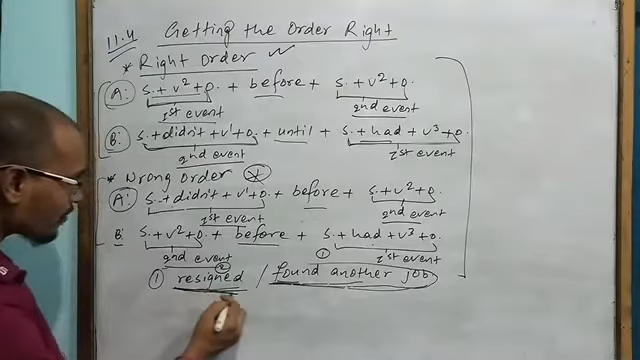 11.4 Getting the Order Right
* Right Order ✓
A: S. + V² + O. + before + S. + V² + O.
1st event 2nd event
B: S. + didn't + V¹ + O. + until + S. + had + V³ + O.
2nd event 1st event
* Wrong Order ×
A: S. + didn't + V¹ + O. + before + S. + V² + O.
1st event 2nd event
B: S. + V² + O. + before + S. + had + V³ + O.
2nd event ① 1st event
② 
① resigned / found another job